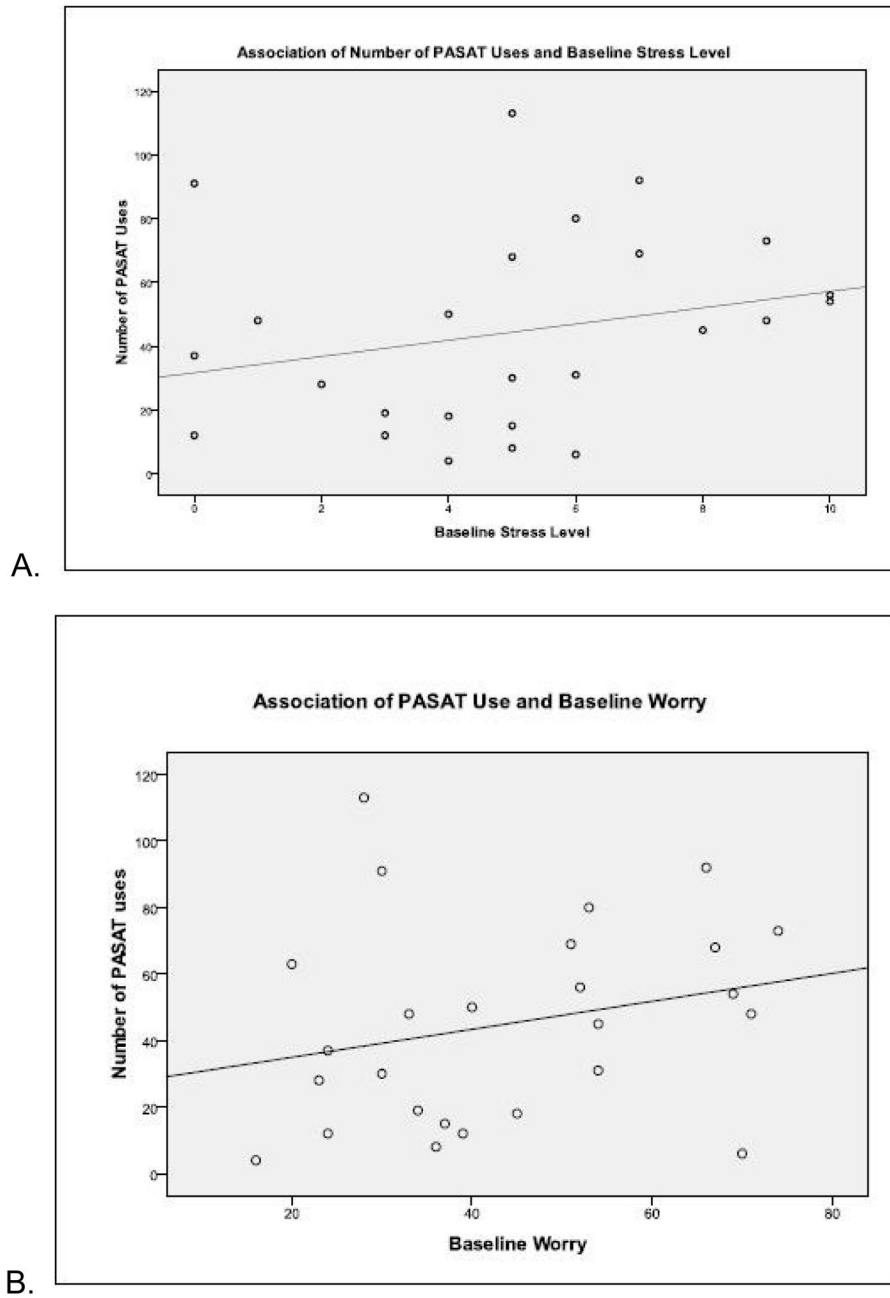 Association of Number of PASAT Uses and Baseline Stress Level
Number of PASAT Uses
120
100
80
60
40
20
0
0 2 4 6 8 10
Baseline Stress Level
A.
Association of PASAT Use and Baseline Worry
Number of PASAT uses
120
100
80
60
40
20
0
20 40 60 80
Baseline Worry
B.